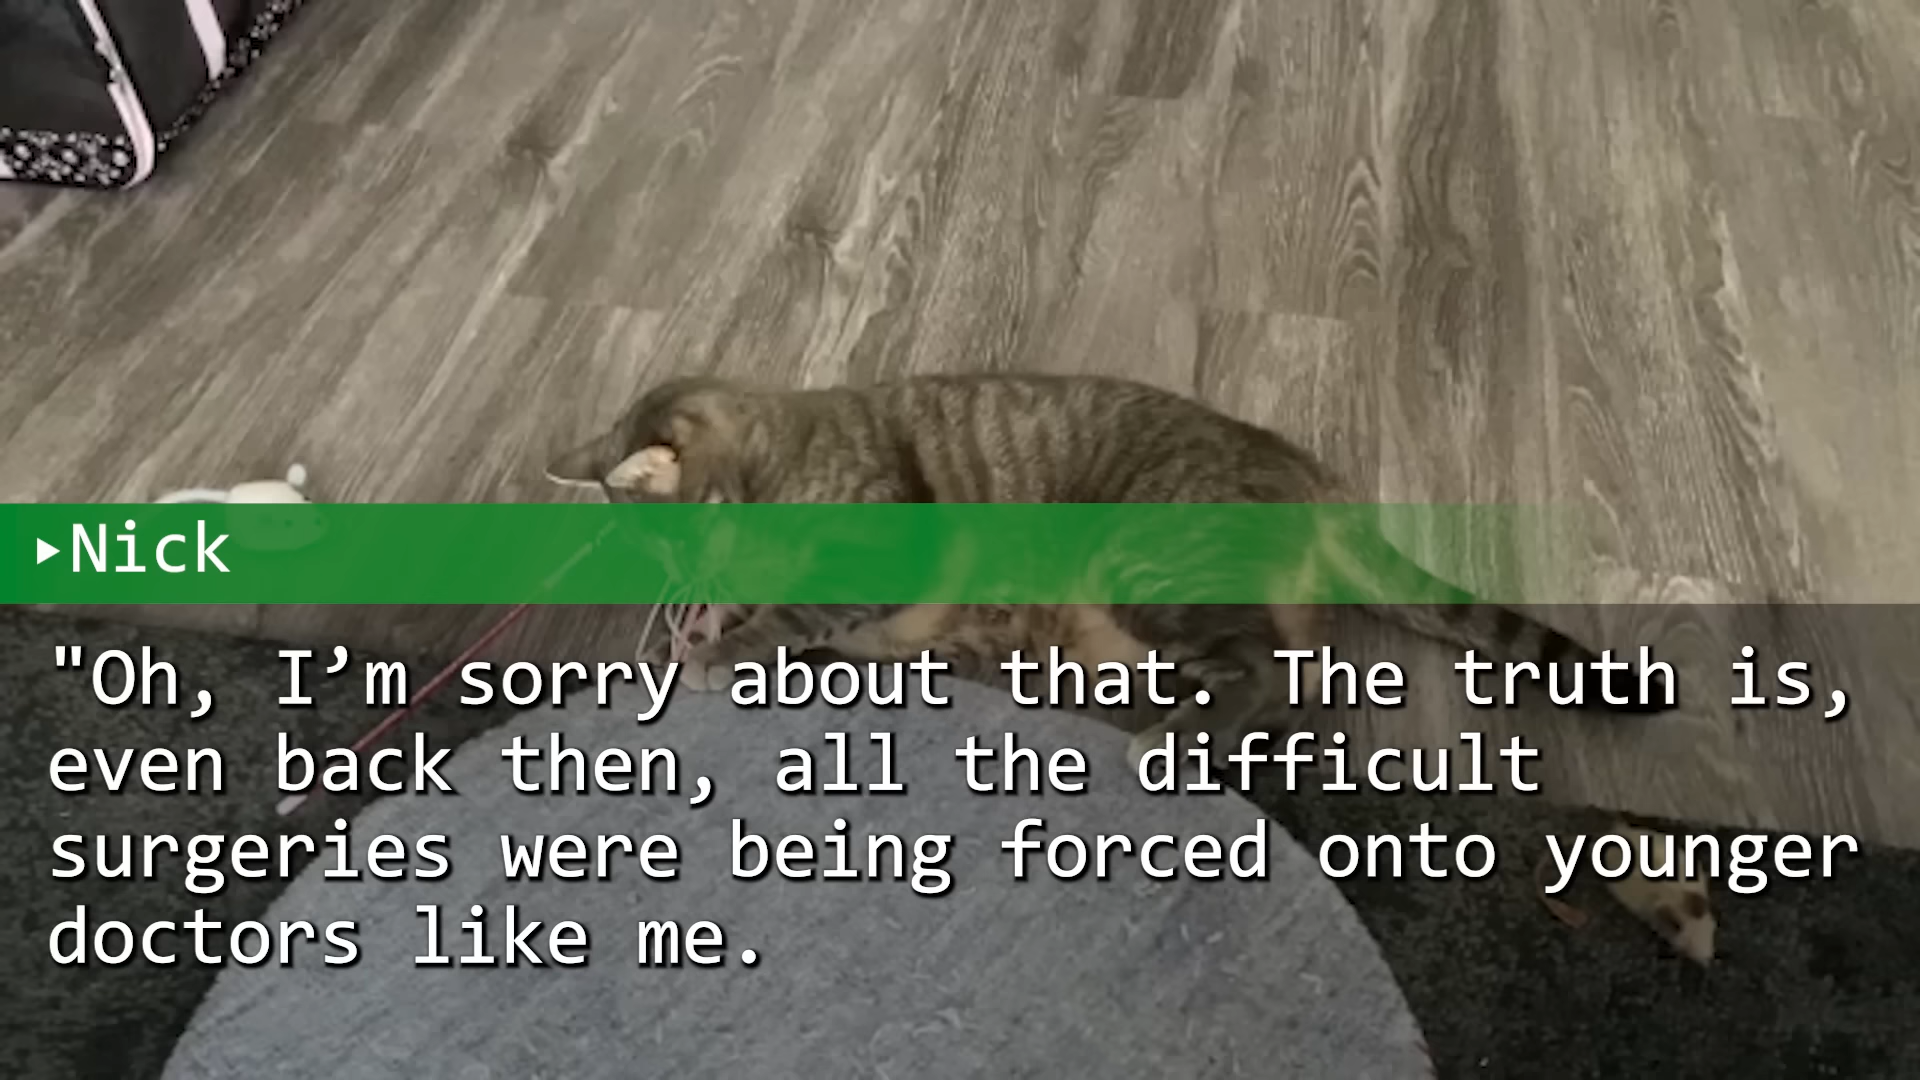 ▶Nick
"Oh, I’m sorry about that. The truth is,
even back then, all the difficult
surgeries were being forced onto younger
doctors like me.